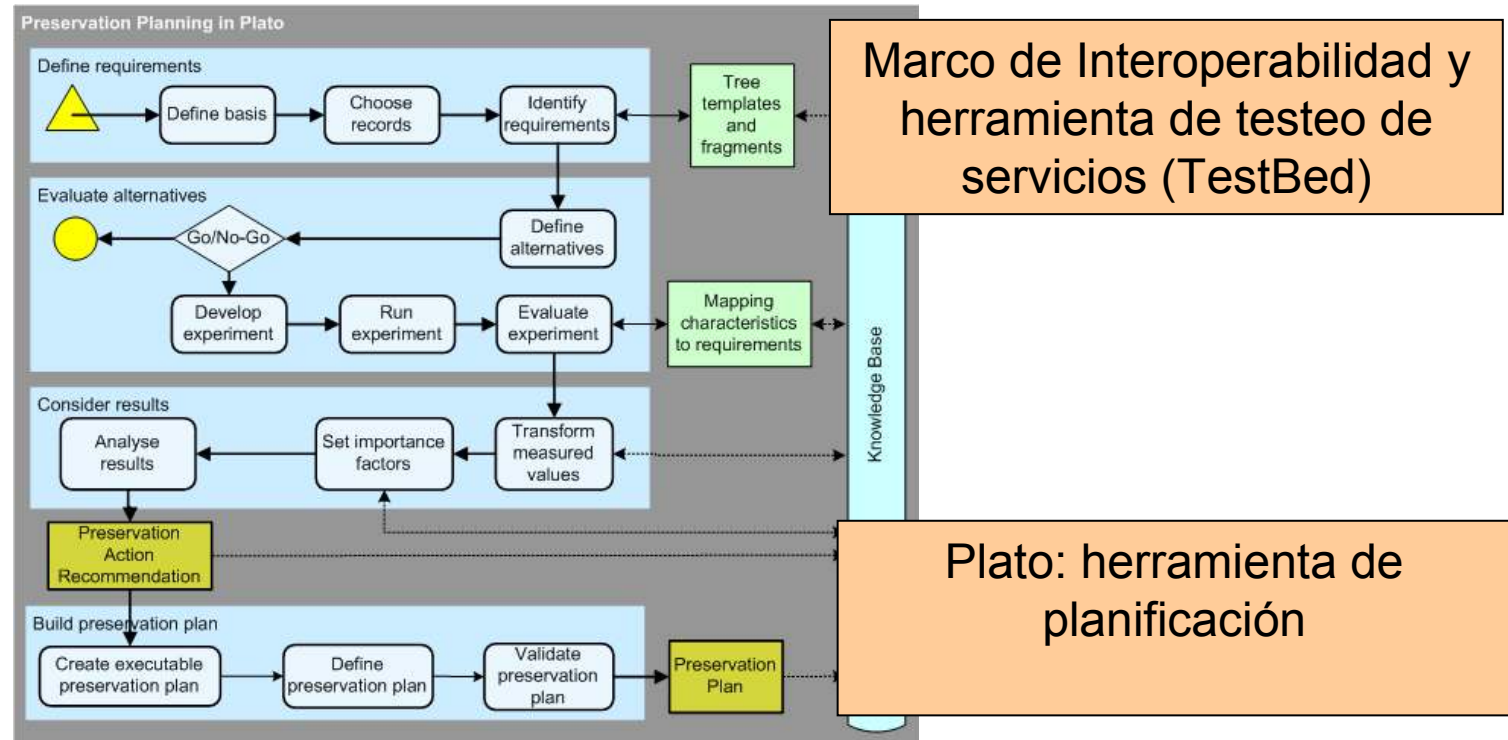 Preservation Planning in Plato
Define requirements
Define basis
Choose
records
Identify
requirements
Tree
templates
and
fragments
Marco de Interoperabilidad y
herramienta de testeo de
servicios (TestBed)
Evaluate alternatives
Go/No-Go
Define
alternatives
Develop
experiment
Run
experiment
Evaluate
experiment
Mapping
characteristics
to requirements
Knowledge Base
Consider results
Analyse
results
Set importance
factors
Transform
measured
values
Preservation
Action
Recommendation
Plato: herramienta de
planificación
Build preservation plan
Create executable
preservation plan
Define
preservation plan
Validate
preservation
plan
Preservation
Plan